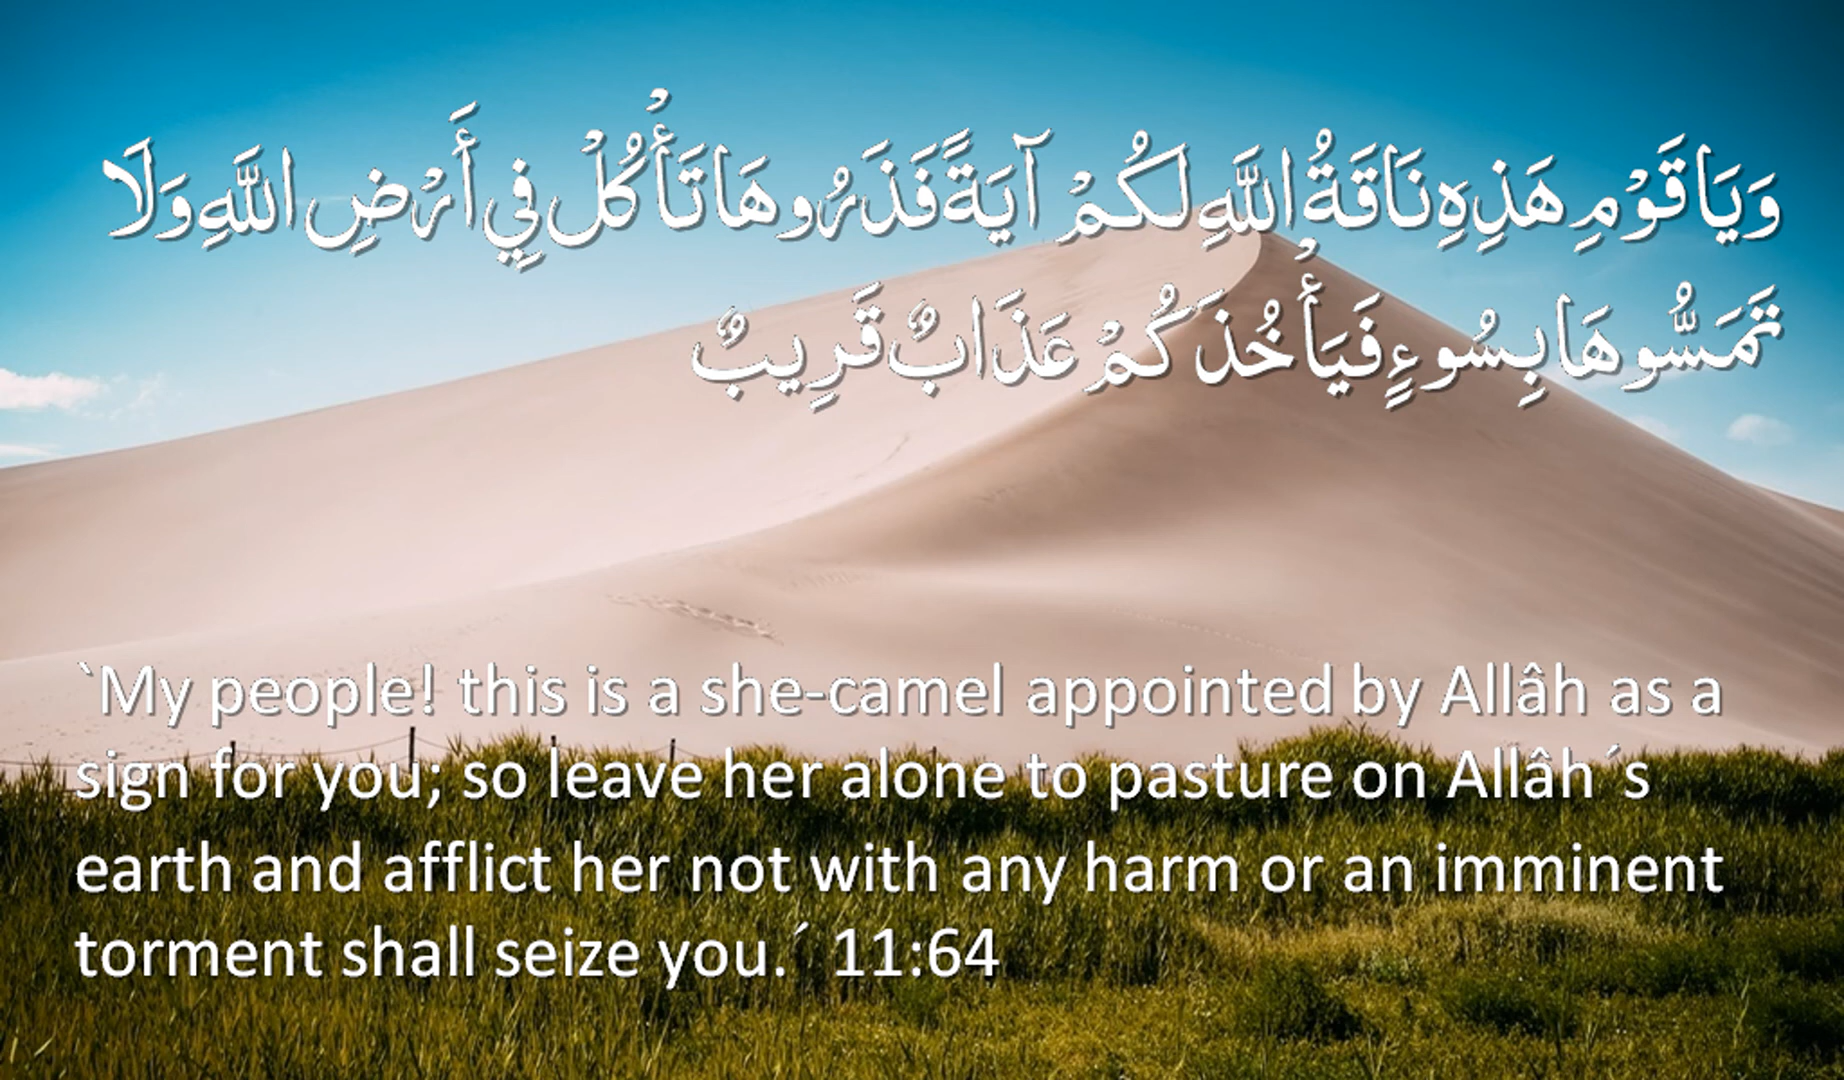 وَيَا قَوْمِ هَذِهِ نَاقَةُ اللَّهِ لَكُمْ آيَةً فَذَرُوهَا تَأْكُلْ فِي أَرْضِ اللَّهِ وَلَا
تَمَسُّوهَا بِسُوءٍ فَيَأْخُذَكُمْ عَذَابٌ قَرِيبٌ
`My people! this is a she-camel appointed by Allâh as a
sign for you; so leave her alone to pasture on Allâh´s
earth and afflict her not with any harm or an imminent
torment shall seize you.´ 11:64